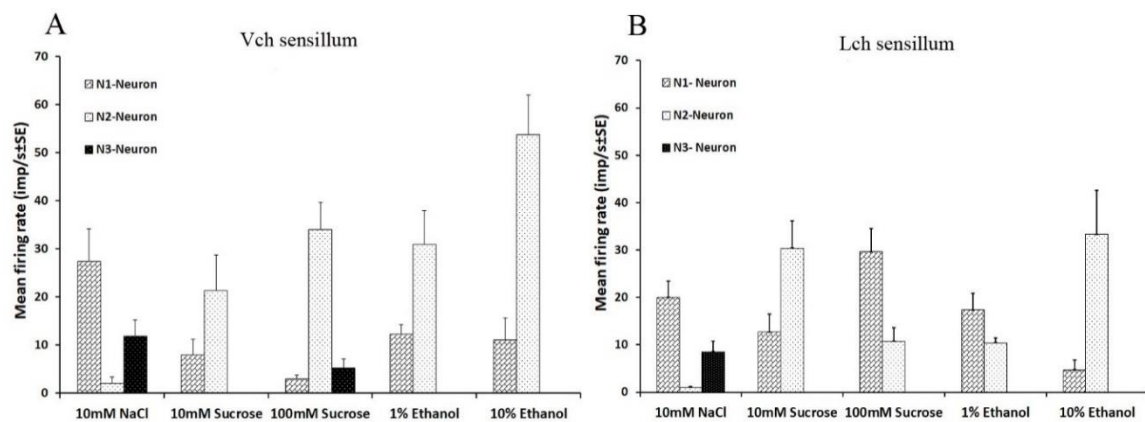 A
Vch sensillum
Mean firing rate (imp/s±SE)
70
60
50
40
30
20
10
0
N1-Neuron
N2-Neuron
N3-Neuron
10mM NaCl
10mM Sucrose
100mM Sucrose
1% Ethanol
10% Ethanol
B
Lch sensillum
Mean firing rate (imp/s±SE)
70
60
50
40
30
20
10
0
N1- Neuron
N2-Neuron
N3- Neuron
10mM NaCl
10mM Sucrose
100mM Sucrose
1% Ethanol
10% Ethanol